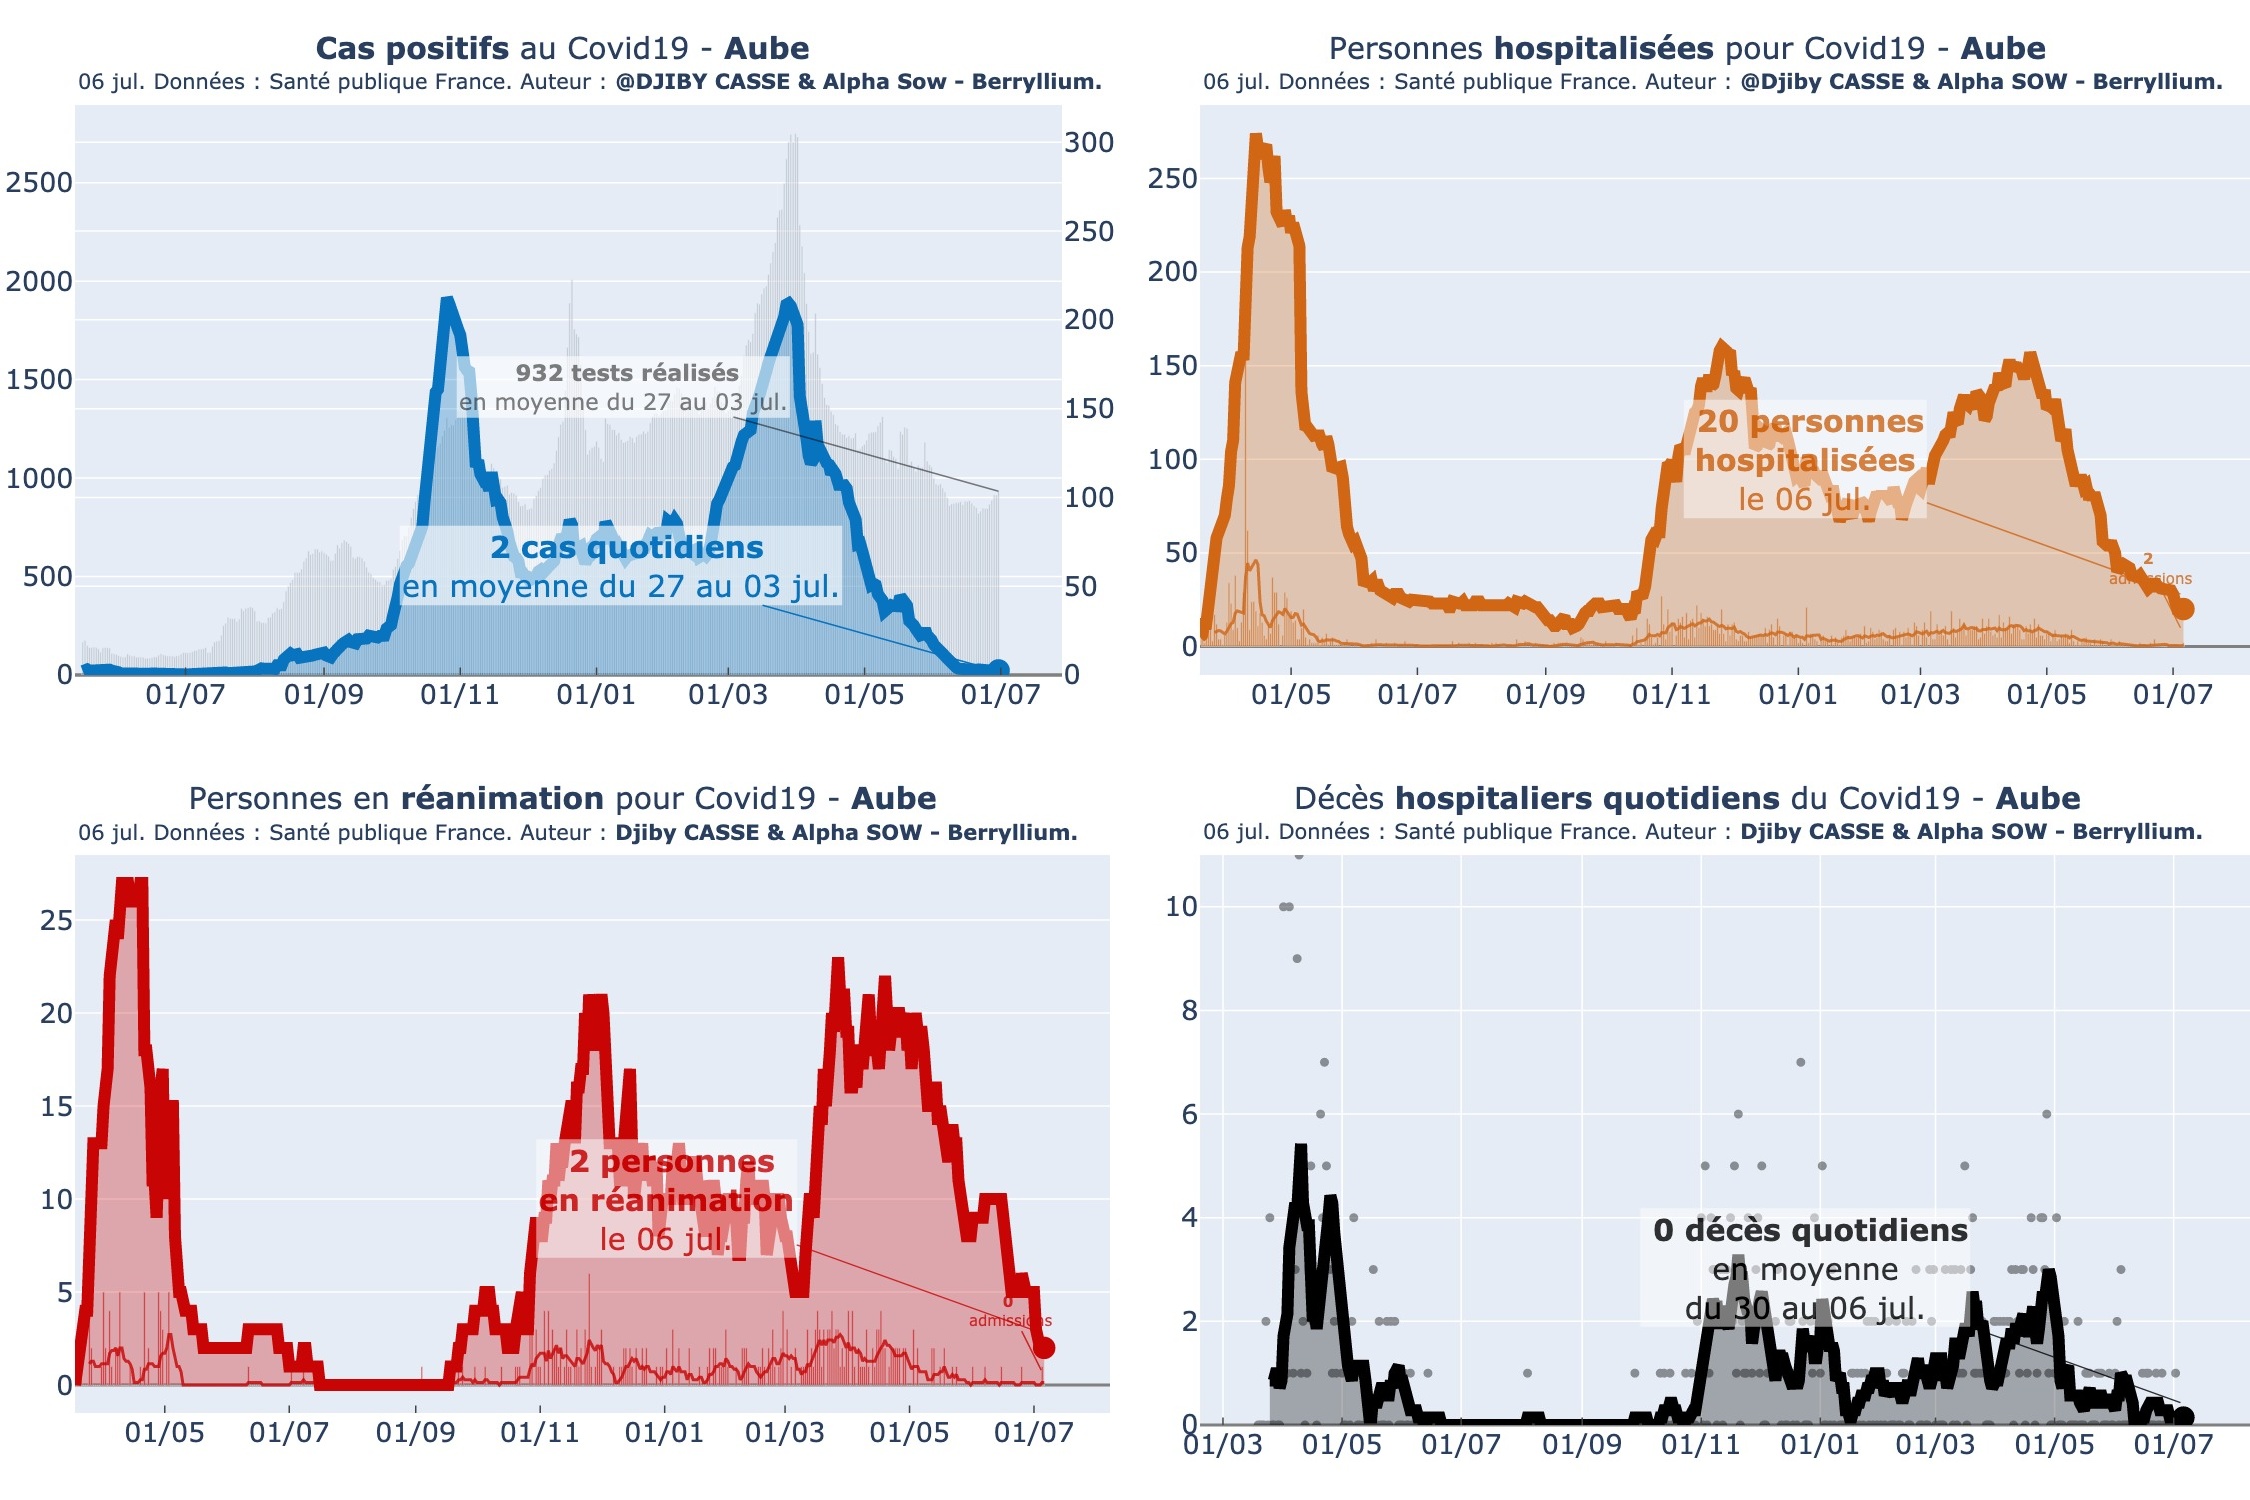 Cas positifs au Covid19 - Aube
06 jul. Données : Santé publique France. Auteur : @DJIBY CASSE & Alpha Sow - Berryllium.
300
2500
250
2000
200
1500
932 tests réalisés
en moyenne du 27 au 03 jul.
150
1000
100
2 cas quotidiens
500
50
en moyenne du 27 au 03 jul.
0
0
01/07 01/09 01/11 01/01 01/03 01/05 01/07
Personnes hospitalisées pour Covid19 - Aube
06 jul. Données : Santé publique France. Auteur : @Djiby CASSE & Alpha SOW - Berryllium.
250
200
150
20 personnes
hospitalisées
100
le 06 jul.
50
2
admissions
0
01/05 01/07 01/09 01/11 01/01 01/03 01/05 01/07
Personnes en réanimation pour Covid19 - Aube
06 jul. Données : Santé publique France. Auteur : Djiby CASSE & Alpha SOW - Berryllium.
25
20
15
2 personnes
en réanimation
10
le 06 jul.
5
0
admissions
0
01/05 01/07 01/09 01/11 01/01 01/03 01/05 01/07
Décès hospitaliers quotidiens du Covid19 - Aube
06 jul. Données : Santé publique France. Auteur : Djiby CASSE & Alpha SOW - Berryllium.
10
8
6
4
0 décès quotidiens
en moyenne
du 30 au 06 jul.
2
0
01/03 01/05 01/07 01/09 01/11 01/01 01/03 01/05 01/07